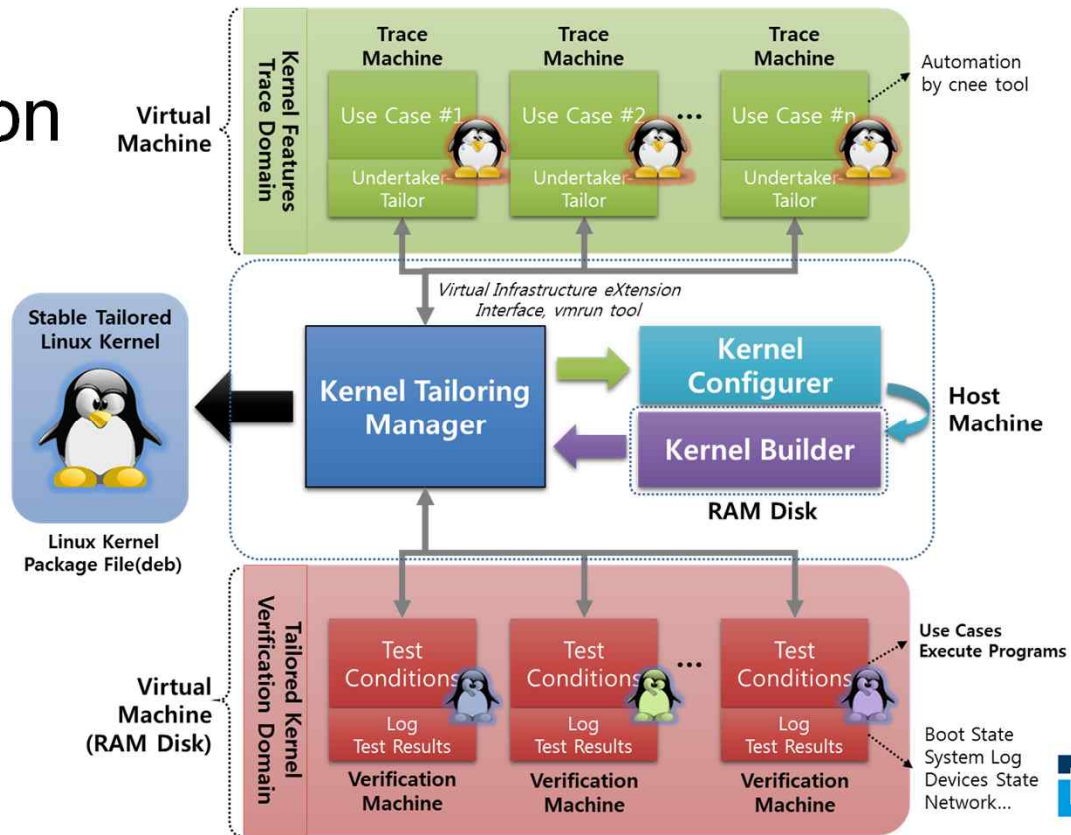 on
Virtual
Machine
Kernel Features
Trace Domain
Trace
Machine
Use Case #1
Undertaker-
Tailor
Trace
Machine
Use Case #2
Undertaker-
Tailor
...
Trace
Machine
Use Case #n
Undertaker-
Tailor
Automation
by cnee tool
Virtual Infrastructure eXtension
Interface, vmrun tool
Stable Tailored
Linux Kernel
Linux Kernel
Package File(deb)
Kernel Tailoring
Manager
Kernel
Configurer
Kernel Builder
RAM Disk
Host
Machine
Virtual
Machine
(RAM Disk)
Tailored Kernel
Verification Domain
Test
Conditions
Log
Test Results
Verification
Machine
Test
Conditions
Log
Test Results
Verification
Machine
...
Test
Conditions
Log
Test Results
Verification
Machine
Use Cases
Execute Programs
Boot State
System Log
Devices State
Network...